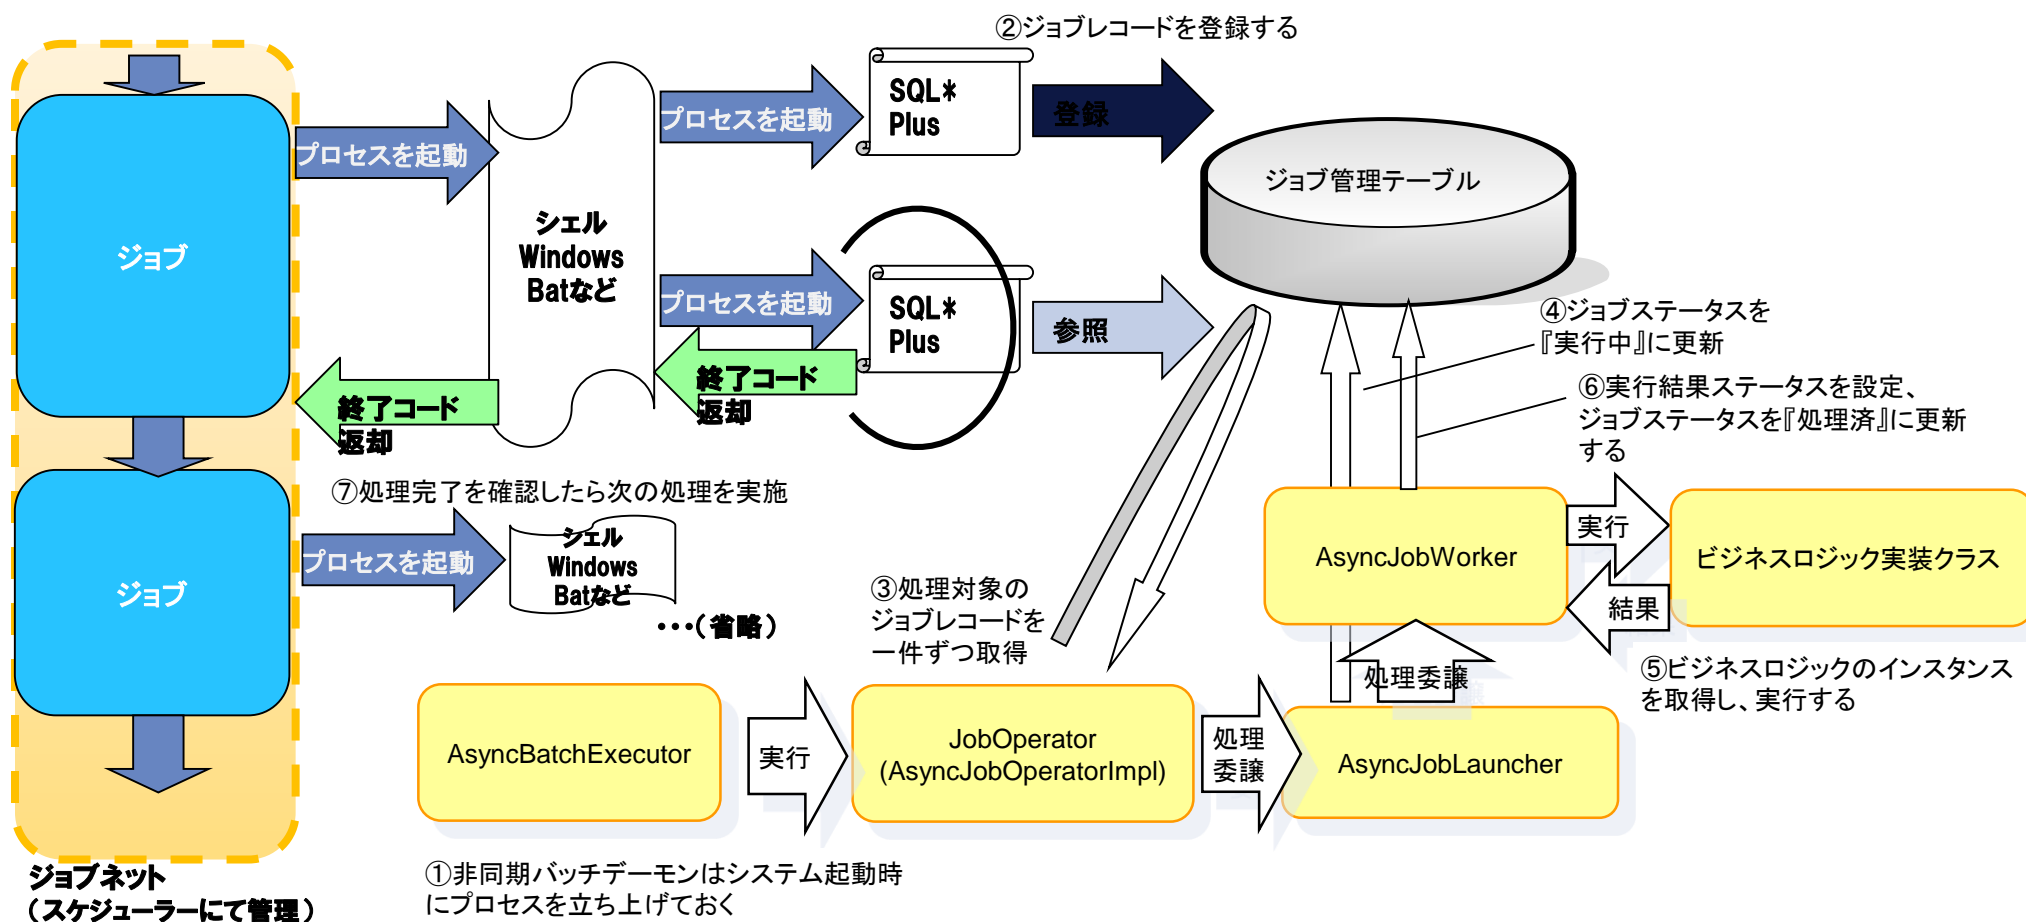 ②ジョブレコードを登録する
プロセスを起動
プロセスを起動
SQL*
Plus
登録
ジョブ管理テーブル
ジョブ
シェル
Windows
Batなど
プロセスを起動
SQL*
Plus
参照
終了コード
返却
終了コード
返却
④ジョブステータスを
『実行中』に更新
⑥実行結果ステータスを設定、
ジョブステータスを『処理済』に更新
する
⑦処理完了を確認したら次の処理を実施
ジョブ
プロセスを起動
シェル
Windows
Batなど
・・・（省略）
③処理対象の
ジョブレコードを
一件ずつ取得
AsyncJobWorker
実行
結果
ビジネスロジック実装クラス
⑤ビジネスロジックのインスタンス
を取得し、実行する
処理委譲
AsyncBatchExecutor
実行
JobOperator
(AsyncJobOperatorImpl)
処理
委譲
AsyncJobLauncher
①非同期バッチデーモンはシステム起動時
にプロセスを立ち上げておく
ジョブネット
（スケジューラーにて管理）